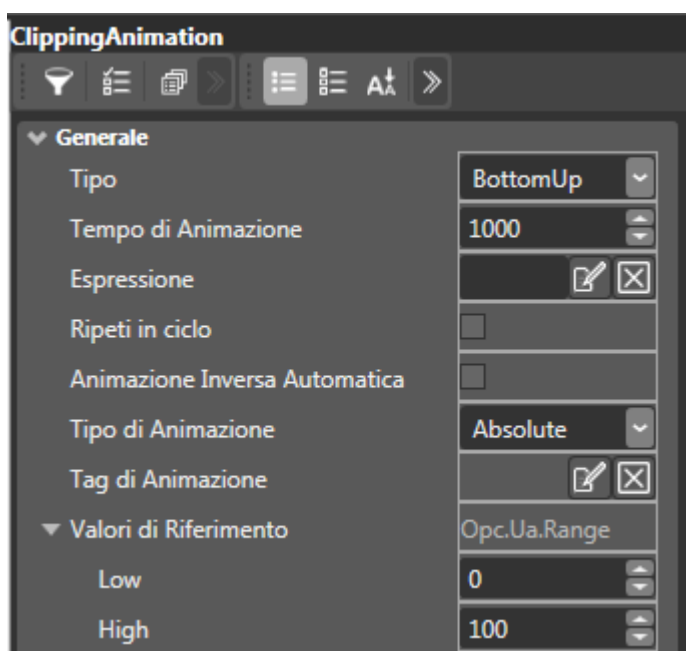 ClippingAnimation
Generale
Tipo BottomUp
Tempo di Animazione 1000
Espressione
Ripeti in ciclo
Animazione Inversa Automatica
Tipo di Animazione Absolute
Tag di Animazione
Valori di Riferimento Opc.Ua.Range
Low 0
High 100